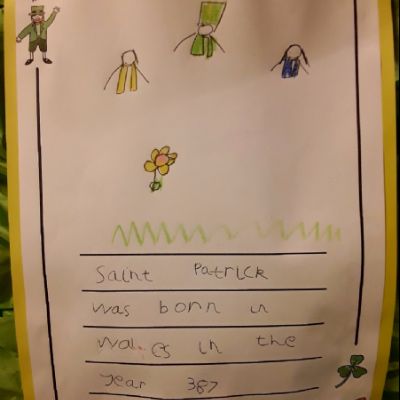 Saint Patrick
was born in
Wales in the
year 387